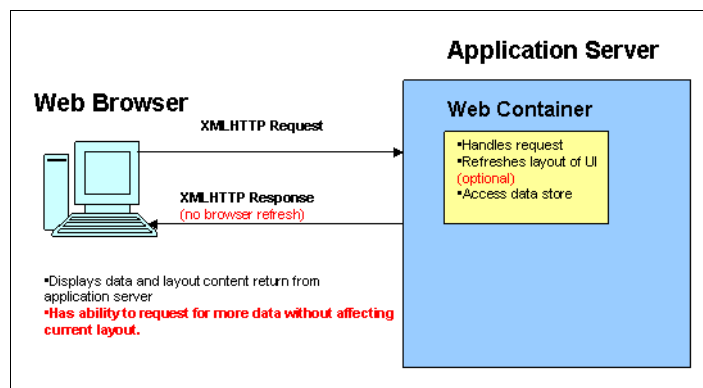 Application Server
Web Browser
Web Container
XMLHTTP Request
▪Handles request
▪Refreshes layout of UI
(optional)
▪Access data store
XMLHTTP Response
(no browser refresh)
▪Displays data and layout content return from
application server
▪Has ability to request for more data without affecting
current layout.